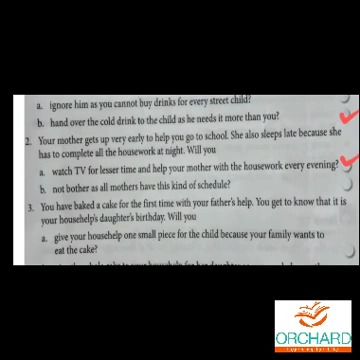 a. ignore him as you cannot buy drinks for every street child?
b. hand over the cold drink to the child as he needs it more than you?
2. Your mother gets up very early to help you go to school. She also sleeps late because she
has to complete all the housework at night. Will you
a. watch TV for lesser time and help your mother with the housework every evening?
b. not bother as all mothers have this kind of schedule?
3. You have baked a cake for the first time with your father's help. You get to know that it is
your househelp's daughter's birthday. Will you
a. give your househelp one small piece for the child because your family wants to
eat the cake?
ORCHARD